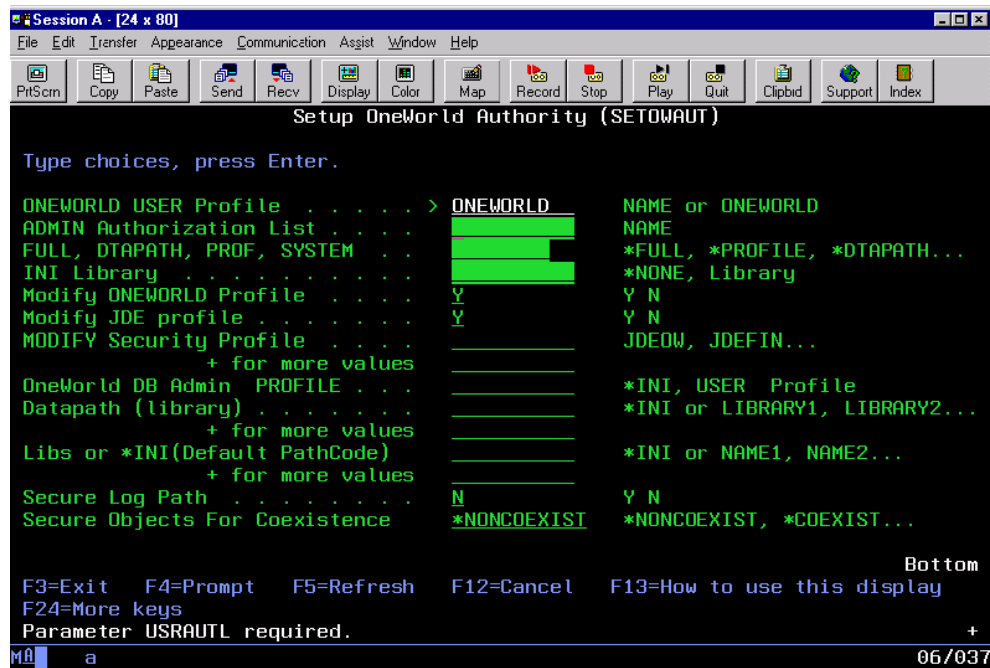 Session A - [24 x 80]
File Edit Transfer Appearance Communication Assist Window Help
PrtScrn Copy Paste Send Recv Display Color Map Record Stop Play Quit Clipbd Support Index
Setup OneWorld Authority (SETOWAUT)
Type choices, press Enter.
ONEWORLD USER Profile . . . . . > ONEWORLD NAME or ONEWORLD
ADMIN Authorization List . . . . NAME
FULL, DTAPATH, PROF, SYSTEM . . *FULL, *PROFILE, *DTAPATH...
INI Library . . . . . . . . . . *NONE, Library
Modify ONEWORLD Profile . . . . Y Y N
Modify JDE profile . . . . . . . Y Y N
MODIFY Security Profile . . . . JDEOW, JDEFIN...
+ for more values
OneWorld DB Admin PROFILE . . . *INI, USER Profile
Datapath (library) . . . . . . . *INI or LIBRARY1, LIBRARY2...
+ for more values
Libs or *INI(Default PathCode) *INI or NAME1, NAME2...
+ for more values
Secure Log Path . . . . . . . . N Y N
Secure Objects For Coexistence *NONCOEXIST *NONCOEXIST, *COEXIST...
Bottom
F3=Exit F4=Prompt F5=Refresh F12=Cancel F13=How to use this display
F24=More keys
Parameter USRAUTL required. +
MA a 06/037